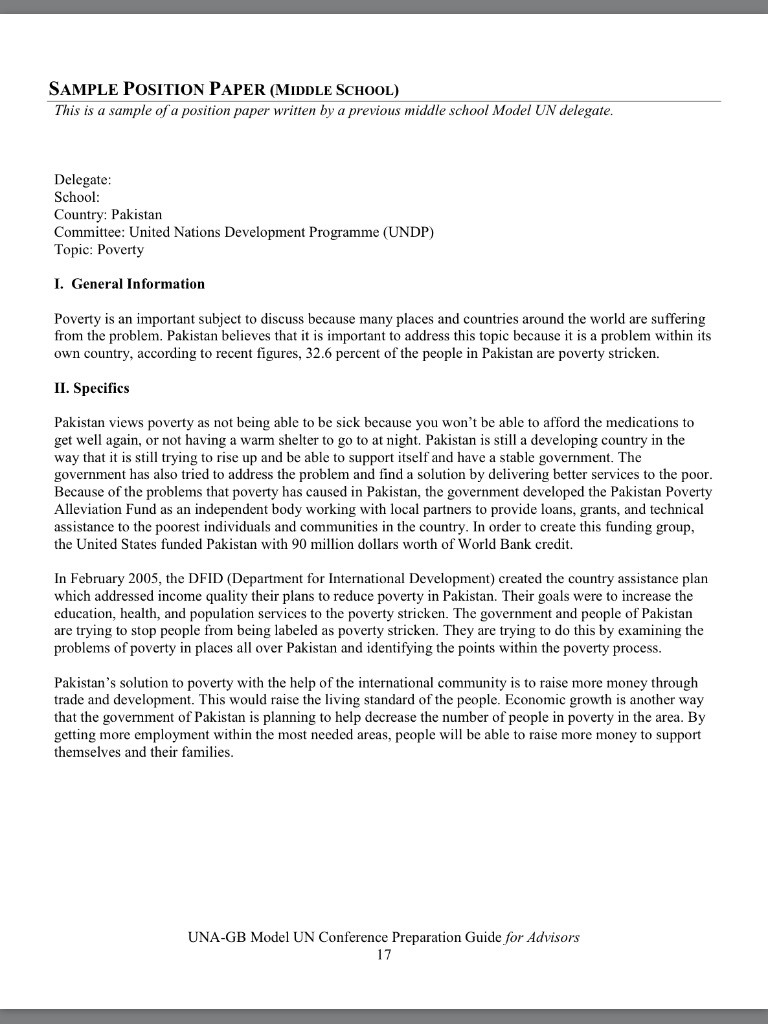 SAMPLE POSITION PAPER (MIDDLE SCHOOL)
This is a sample of a position paper written by a previous middle school Model UN delegate.
Delegate:
School:
Country: Pakistan
Committee: United Nations Development Programme (UNDP)
Topic: Poverty
I. General Information
Poverty is an important subject to discuss because many places and countries around the world are suffering
from the problem. Pakistan believes that it is important to address this topic because it is a problem within its
own country, according to recent figures, 32.6 percent of the people in Pakistan are poverty stricken.
II. Specifics
Pakistan views poverty as not being able to be sick because you won't be able to afford the medications to
get well again, or not having a warm shelter to go to at night. Pakistan is still a developing country in the
way that it is still trying to rise up and be able to support itself and have a stable government. The
government has also tried to address the problem and find a solution by delivering better services to the poor.
Because of the problems that poverty has caused in Pakistan, the government developed the Pakistan Poverty
Alleviation Fund as an independent body working with local partners to provide loans, grants, and technical
assistance to the poorest individuals and communities in the country. In order to create this funding group,
the United States funded Pakistan with 90 million dollars worth of World Bank credit.
In February 2005, the DFID (Department for International Development) created the country assistance plan
which addressed income quality their plans to reduce poverty in Pakistan. Their goals were to increase the
education, health, and population services to the poverty stricken. The government and people of Pakistan
are trying to stop people from being labeled as poverty stricken. They are trying to do this by examining the
problems of poverty in places all over Pakistan and identifying the points within the poverty process.
Pakistan's solution to poverty with the help of the international community is to raise more money through
trade and development. This would raise the living standard of the people. Economic growth is another way
that the government of Pakistan is planning to help decrease the number of people in poverty in the area. By
getting more employment within the most needed areas, people will be able to raise more money to support
themselves and their families.
UNA-GB Model UN Conference Preparation Guide for Advisors
17